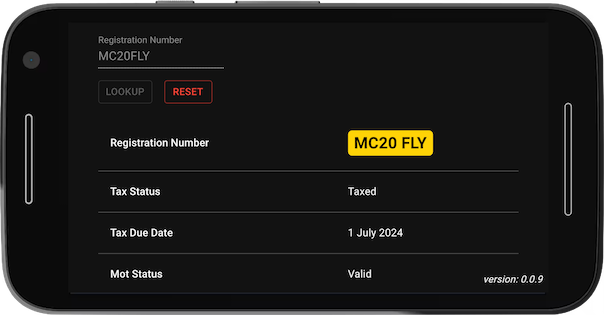 Registration Number
MC20FLY
LOOKUP RESET
Registration Number MC20 FLY
Tax Status Taxed
Tax Due Date 1 July 2024
Mot Status Valid
version: 0.0.9